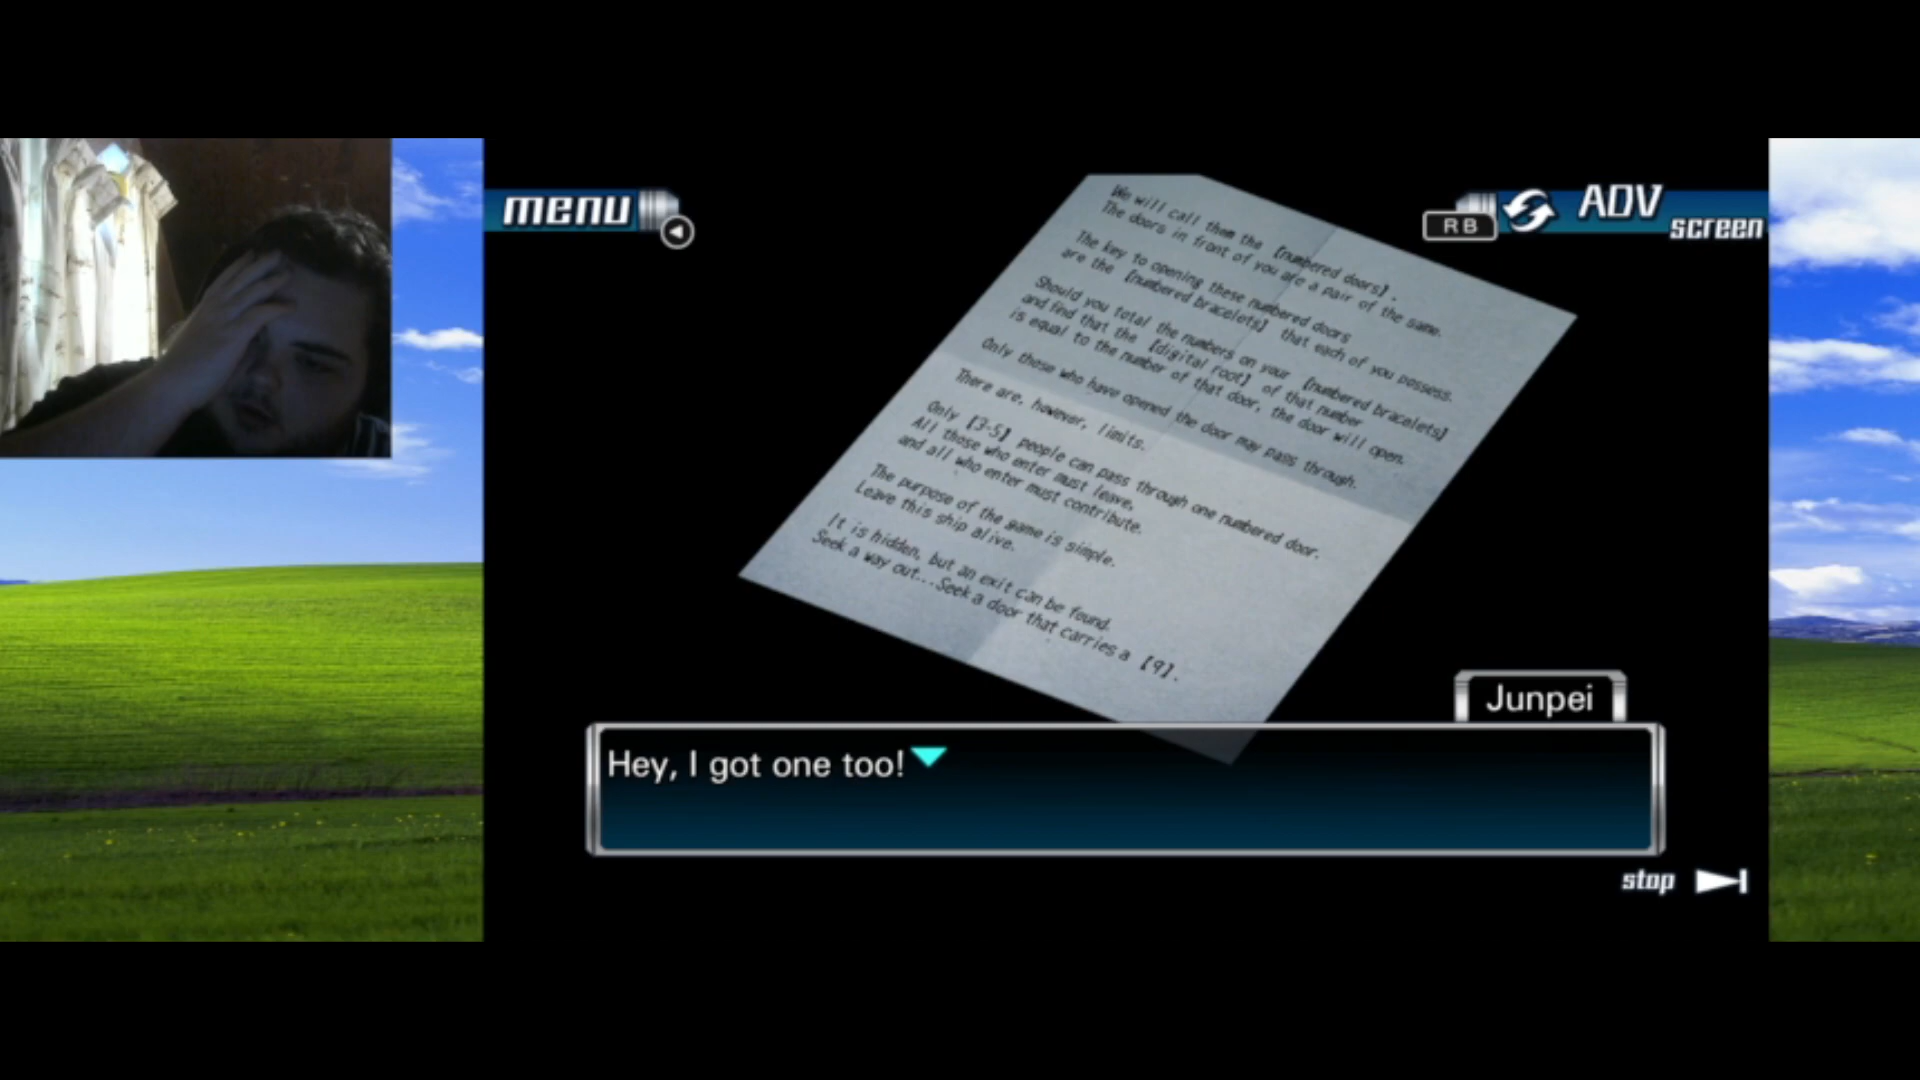 menu
RB
ADV
screen
We will call them the [numbered doors].
The doors in front of you are a pair of the same.
The key to opening these numbered doors
are the [numbered bracelets] that each of you possess.
Should you total the numbers on your [numbered bracelets]
and find that the [digital root] of that number
is equal to the number of that door, the door will open.
Only those who have opened the door may pass through.
There are, however, limits.
Only [3-5] people can pass through one numbered door.
All those who enter must leave,
and all who enter must contribute.
The purpose of the game is simple.
Leave this ship alive.
It is hidden, but an exit can be found.
Seek a way out...Seek a door that carries a [9].
Junpei
Hey, I got one too!
stop